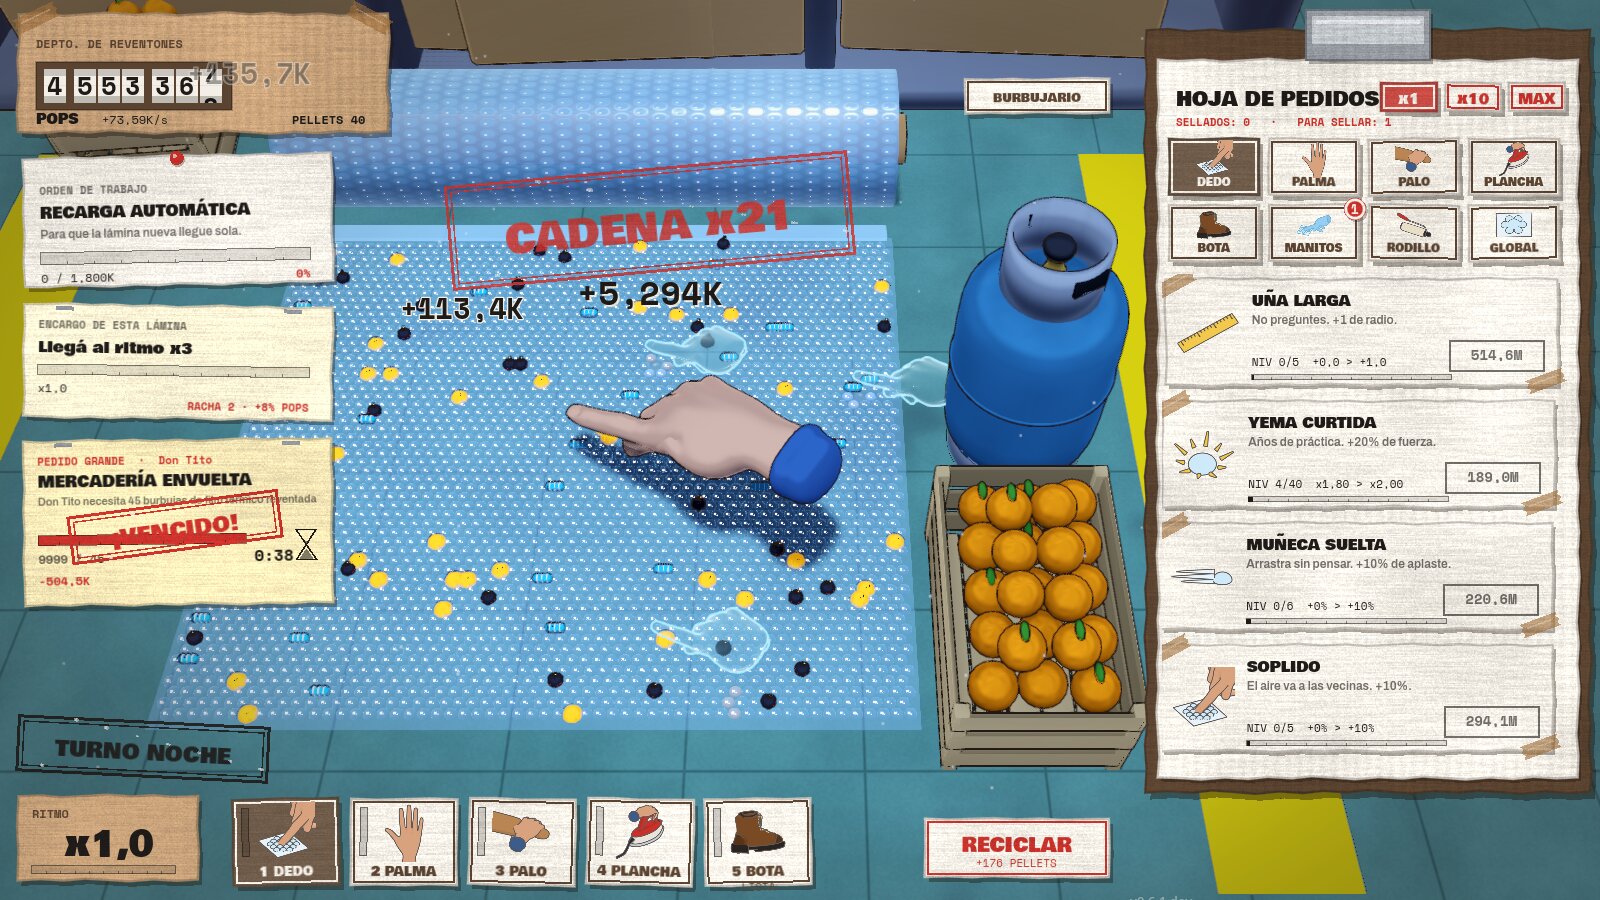 DEPTO. DE REVENTONES
4 553 36
+135,7K
POPS +73,59K/s PELLETS 40
ORDEN DE TRABAJO
RECARGA AUTOMÁTICA
Para que la lámina nueva llegue sola.
0 / 1.800K 0%
ENCARGO DE ESTA LÁMINA
Llegá al ritmo x3
x1,0
RACHA 2 · +8% POPS
PEDIDO GRANDE · Don Tito
MERCADERÍA ENVUELTA
Don Tito necesita 45 burbujas de reventada
¡VENCIDO!
9999 45
0:38
-504,5K
TURNO NOCHE
RITMO
x1,0
1 DEDO
2 PALMA
3 PALO
4 PLANCHA
5 BOTA
CADENA x21
+113,4K
+5,294K
BURBUJARIO
RECICLAR
+176 PELLETS
HOJA DE PEDIDOS x1 x10 MAX
SELLADOS: 0 · PARA SELLAR: 1
DEDO PALMA PALO PLANCHA
1
BOTA MANITOS RODILLO GLOBAL
UÑA LARGA
No preguntes. +1 de radio.
NIV 0/5 +0,0 > +1,0
514,6M
YEMA CURTIDA
Años de práctica. +20% de fuerza.
NIV 4/40 x1,80 > x2,00
189,0M
MUÑECA SUELTA
Arrastra sin pensar. +10% de aplaste.
NIV 0/6 +0% > +10%
220,6M
SOPLIDO
El aire va a las vecinas. +10%.
NIV 0/5 +0% > +10%
294,1M